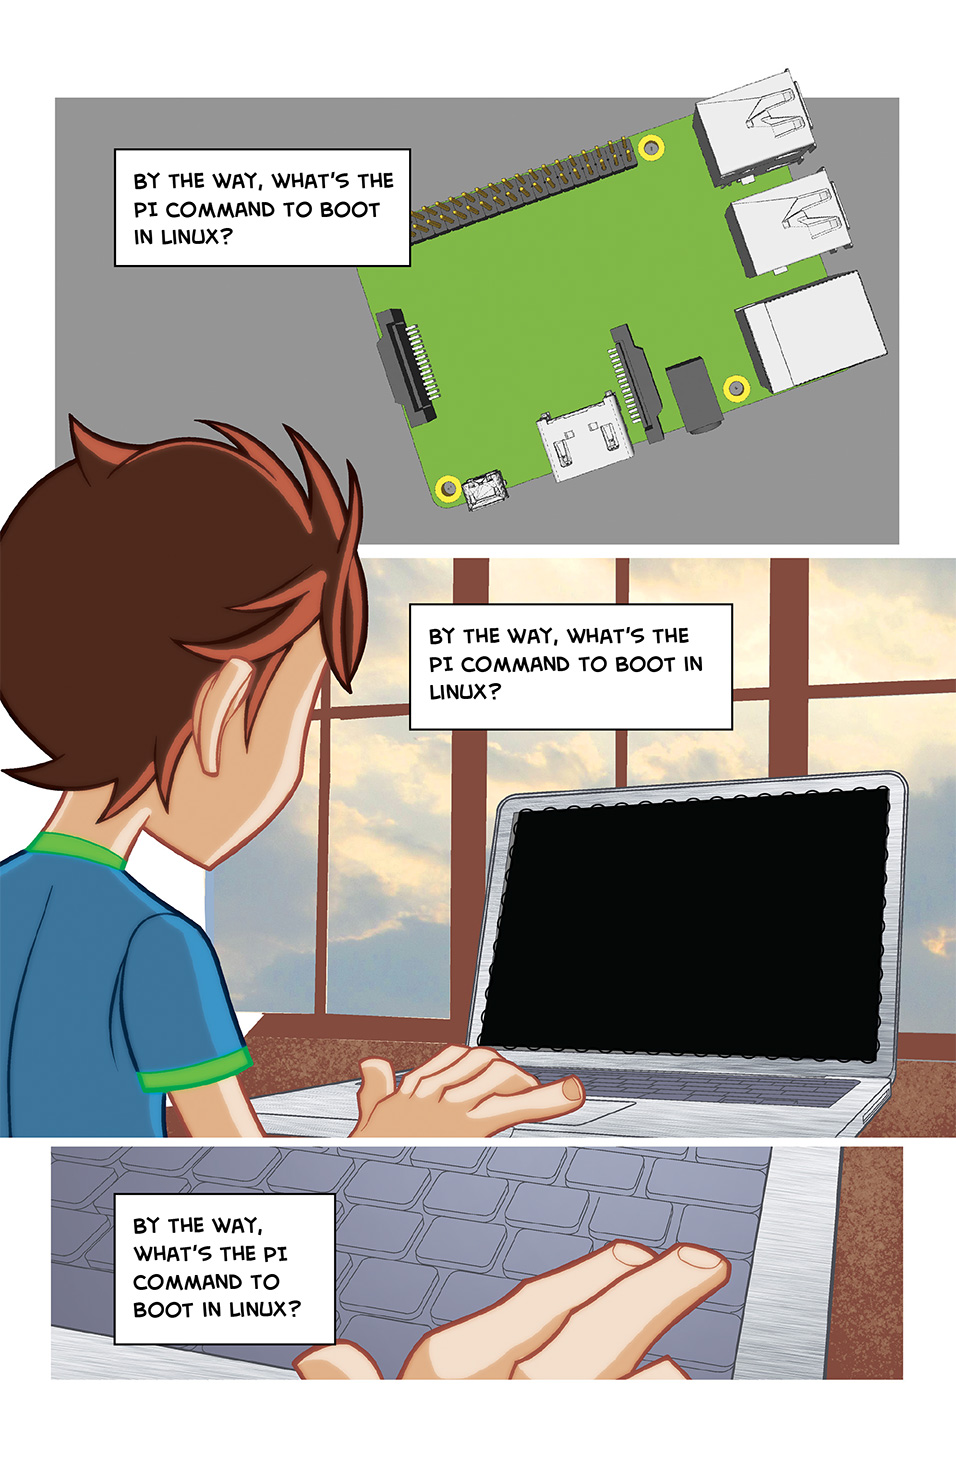 BY THE WAY, WHAT'S THE
PI COMMAND TO BOOT
IN LINUX?
BY THE WAY, WHAT'S THE
PI COMMAND TO BOOT IN
LINUX?
BY THE WAY,
WHAT'S THE PI
COMMAND TO
BOOT IN LINUX?